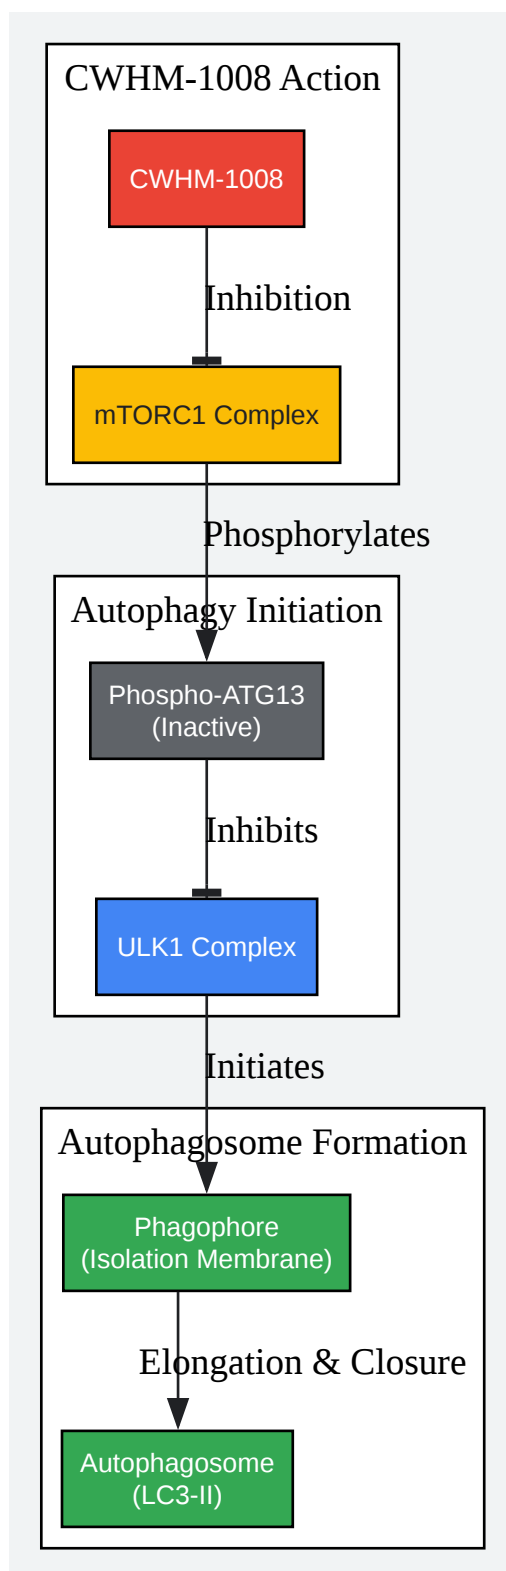 CWHM-1008 Action
CWHM-1008
Inhibition
mTORC1 Complex
Phosphorylates
Autophagy Initiation
Phospho-ATG13
(Inactive)
Inhibits
ULK1 Complex
Initiates
Autophagosome Formation
Phagophore
(Isolation Membrane)
Elongation & Closure
Autophagosome
(LC3-II)